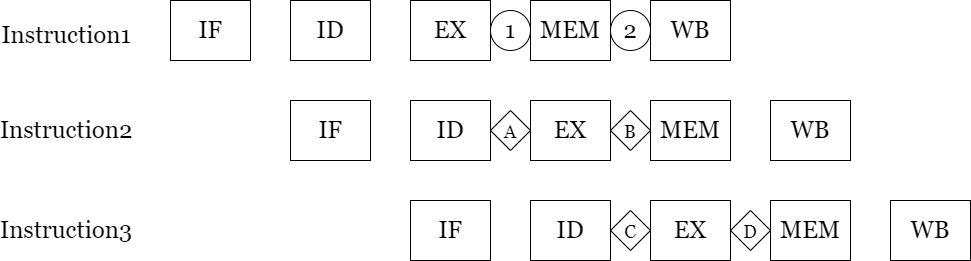 Instruction1 IF ID EX 1 MEM 2 WB
Instruction2 IF ID A EX B MEM WB
Instruction3 IF ID C EX D MEM WB